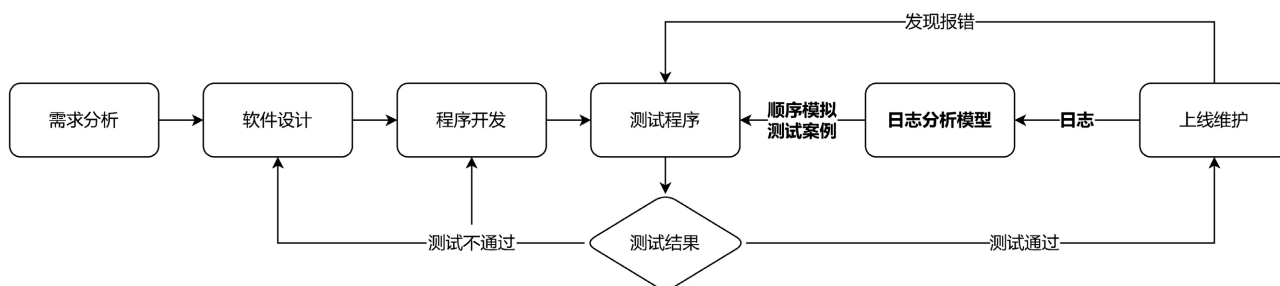 发现报错
需求分析
软件设计
程序开发
测试程序
顺序模拟
测试案例
日志分析模型
日志
上线维护
测试不通过
测试结果
测试通过